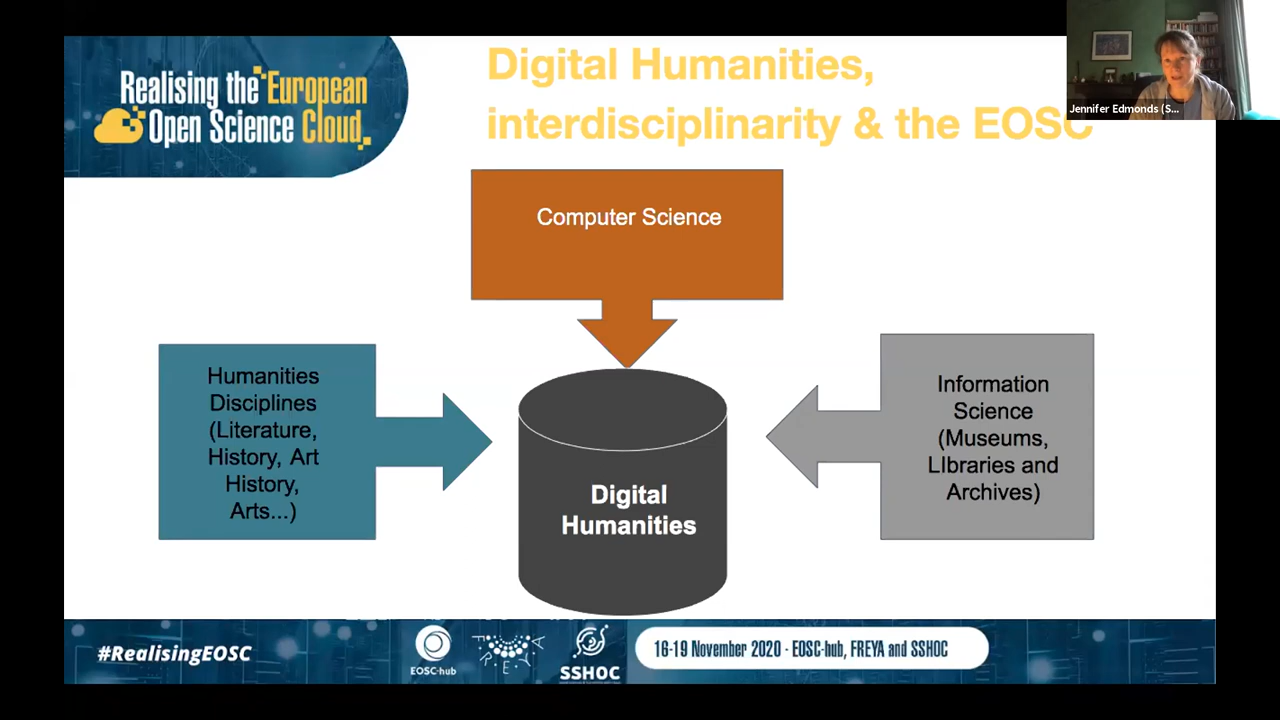 Realising the European
Open Science Cloud
Digital Humanities,
interdisciplinarity & the EOSC
Jennifer Edmonds (S...
Computer Science
Humanities
Disciplines
(Literature,
History, Art
History,
Arts...)
Information
Science
(Museums,
LIbraries and
Archives)
Digital
Humanities
#RealisingEOSC
EOSC-hub
FREYA
SSHOC
16-19 November 2020 - EOSC-hub, FREYA and SSHOC